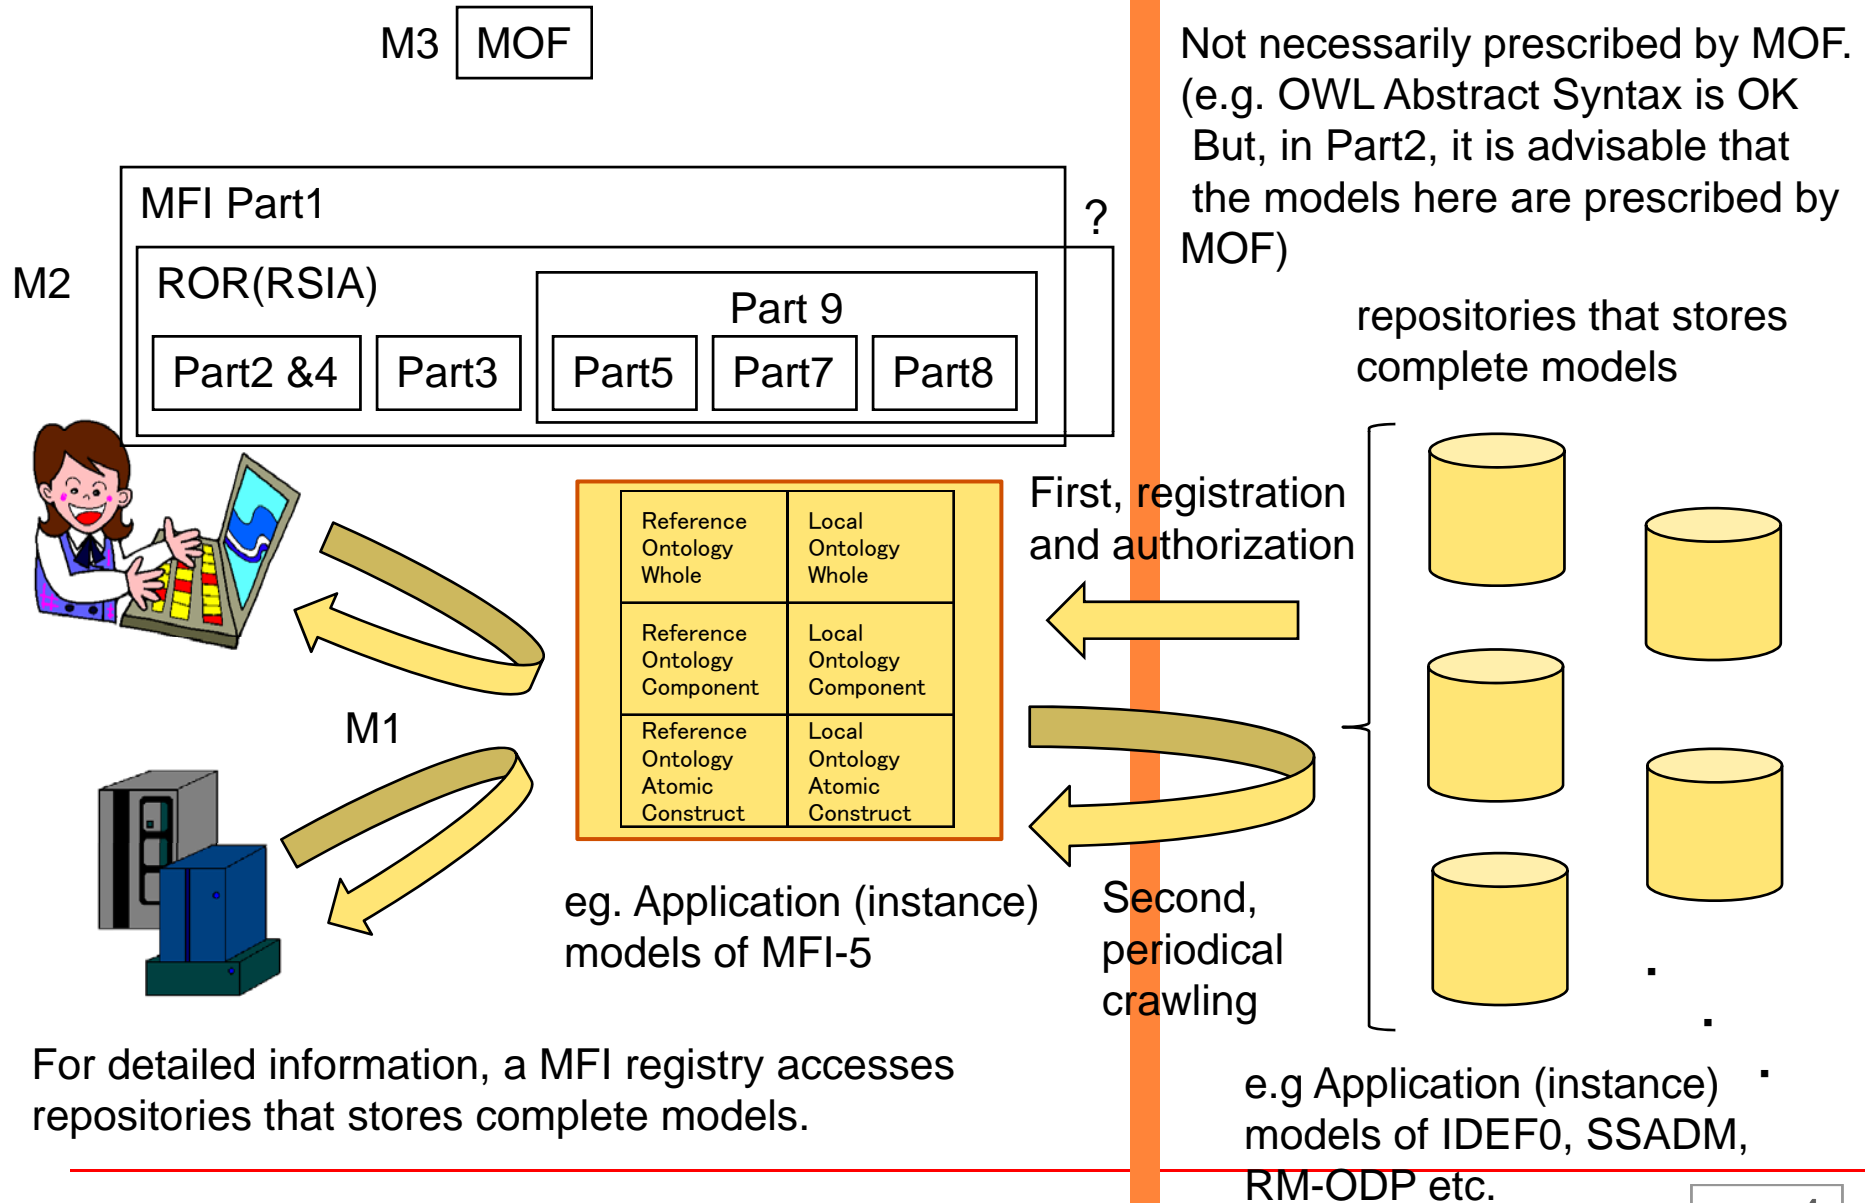 M3 MOF
MFI Part1
?
M2
ROR(RSIA)
Part 9
Part2 &4
Part3
Part5
Part7
Part8
Not necessarily prescribed by MOF.
(e.g. OWL Abstract Syntax is OK
But, in Part2, it is advisable that
the models here are prescribed by
MOF)
repositories that stores
complete models
First, registration
and authorization
Reference
Ontology
Whole
Local
Ontology
Whole
Reference
Ontology
Component
Local
Ontology
Component
Reference
Ontology
Atomic
Construct
Local
Ontology
Atomic
Construct
M1
eg. Application (instance)
models of MFI-5
Second,
periodical
crawling
For detailed information, a MFI registry accesses
repositories that stores complete models.
e.g Application (instance)
models of IDEF0, SSADM,
RM-ODP etc.